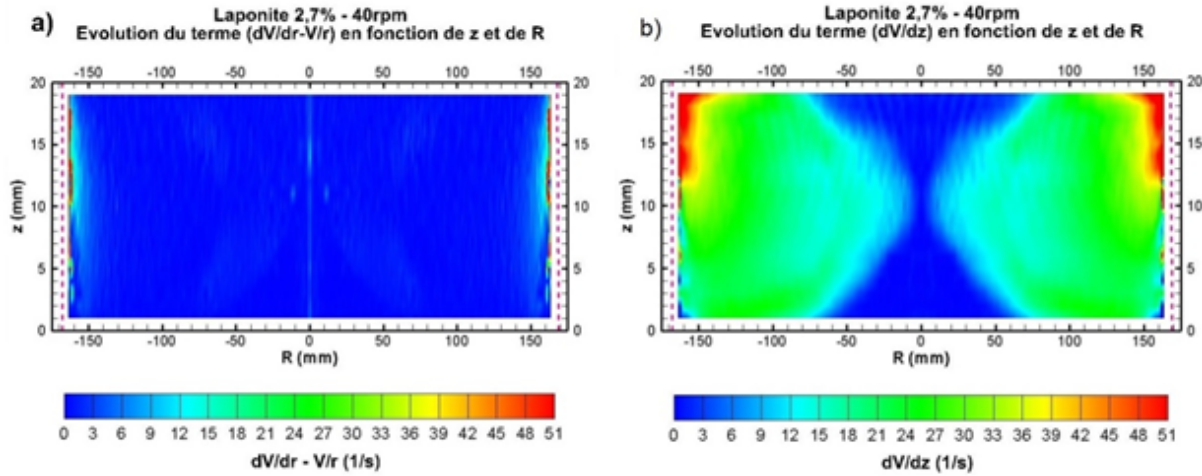 a)
Laponite 2,7% - 40rpm
Evolution du terme (dV/dr-V/r) en fonction de z et de R
-150 -100 -50 0 50 100 150
20 20
15 15
z (mm)
10 10
5 5
0 0
-150 -100 -50 0 50 100 150
R (mm)
0 3 6 9 12 15 18 21 24 27 30 33 36 39 42 45 48 51
dV/dr - V/r (1/s)
b)
Laponite 2,7% - 40rpm
Evolution du terme (dV/dz) en fonction de z et de R
-150 -100 -50 0 50 100 150
20 20
15 15
z (mm)
10 10
5 5
0 0
-150 -100 -50 0 50 100 150
R (mm)
0 3 6 9 12 15 18 21 24 27 30 33 36 39 42 45 48 51
dV/dz (1/s)